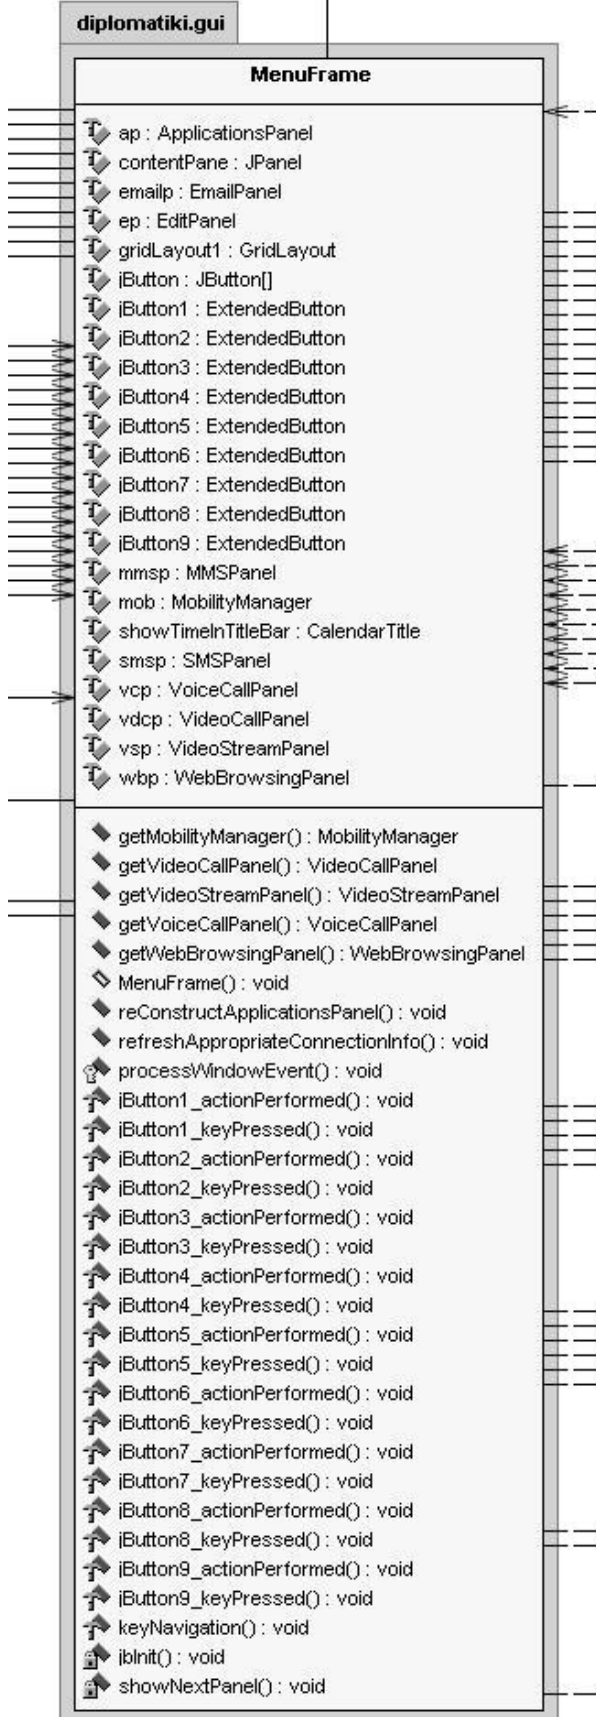 diplomatiki.gui
MenuFrame
ap : ApplicationsPanel
contentPane : JPanel
emailp : EmailPanel
ep : EditPanel
gridLayout1 : GridLayout
jButton : JButton[]
jButton1 : ExtendedButton
jButton2 : ExtendedButton
jButton3 : ExtendedButton
jButton4 : ExtendedButton
jButton5 : ExtendedButton
jButton6 : ExtendedButton
jButton7 : ExtendedButton
jButton8 : ExtendedButton
jButton9 : ExtendedButton
mmsp : MMSPanel
mob : MobilityManager
showTimeInTitleBar : CalendarTitle
smsp : SMSPanel
vcp : VoiceCallPanel
vdcp : VideoCallPanel
vsp : VideoStreamPanel
wbp : WebBrowsingPanel
getMobilityManager() : MobilityManager
getVideoCallPanel() : VideoCallPanel
getVideoStreamPanel() : VideoStreamPanel
getVoiceCallPanel() : VoiceCallPanel
getWebBrowsingPanel() : WebBrowsingPanel
MenuFrame() : void
reConstructApplicationsPanel() : void
refreshAppropriateConnectionInfo() : void
processWindowEvent() : void
jButton1_actionPerformed() : void
jButton1_keyPressed() : void
jButton2_actionPerformed() : void
jButton2_keyPressed() : void
jButton3_actionPerformed() : void
jButton3_keyPressed() : void
jButton4_actionPerformed() : void
jButton4_keyPressed() : void
jButton5_actionPerformed() : void
jButton5_keyPressed() : void
jButton6_actionPerformed() : void
jButton6_keyPressed() : void
jButton7_actionPerformed() : void
jButton7_keyPressed() : void
jButton8_actionPerformed() : void
jButton8_keyPressed() : void
jButton9_actionPerformed() : void
jButton9_keyPressed() : void
keyNavigation() : void
jbInit() : void
showNextPanel() : void